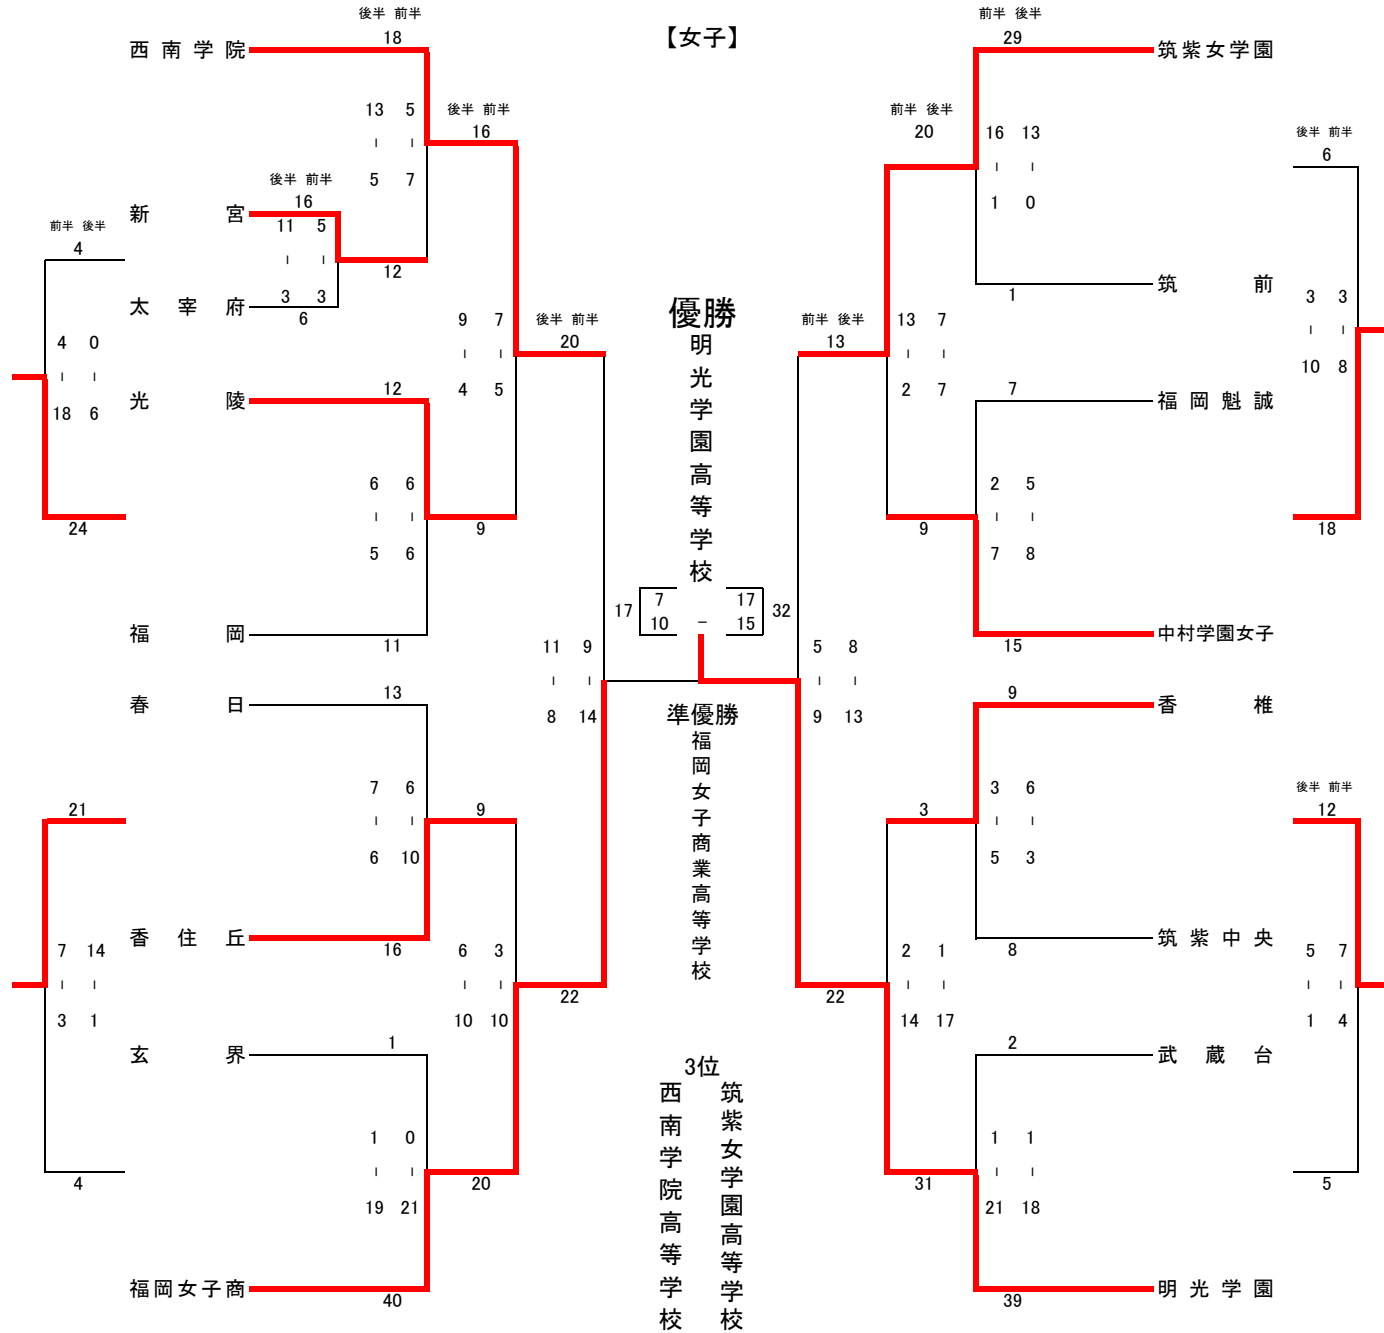 後半 前半
前半 後半
18
【女子】
29
西南学院
筑紫女学園
13 5
後半 前半
前半 後半
16 13
後半 前半
16
20
6
- -
- -
5 7
1 0
後半 前半
16
新宮
11 5
前半 後半
4
- -
12
太宰府
3 3
6
1
筑前
3 3
優勝
明光学園高等学校
9 7
後半 前半
20
前半 後半
13
13 7
- -
4 0
- -
- -
10 8
- -
18 6
光陵
12
4 5
2 7
7
福岡魁誠
6 6
2 5
- -
- -
24
9
9
18
5 6
7 8
17
7
10
-
17
15
32
福岡
11
15
中村学園女子
11 9
5 8
- -
- -
8 14
9 13
春日
13
9
香椎
準優勝
福岡女子商業高等学校
7 6
3 6
後半 前半
21
9
3
12
- -
- -
6 10
5 3
香住丘
16
8
筑紫中央
7 14
6 3
2 1
5 7
- -
- -
- -
- -
22
22
3 1
10 10
14 17
1 4
玄界
1
2
武蔵台
3位
西南学院高等学校
筑紫女学園高等学校
1 0
1 1
- -
- -
4
20
31
5
19 21
21 18
福岡女子商
40
39
明光学園